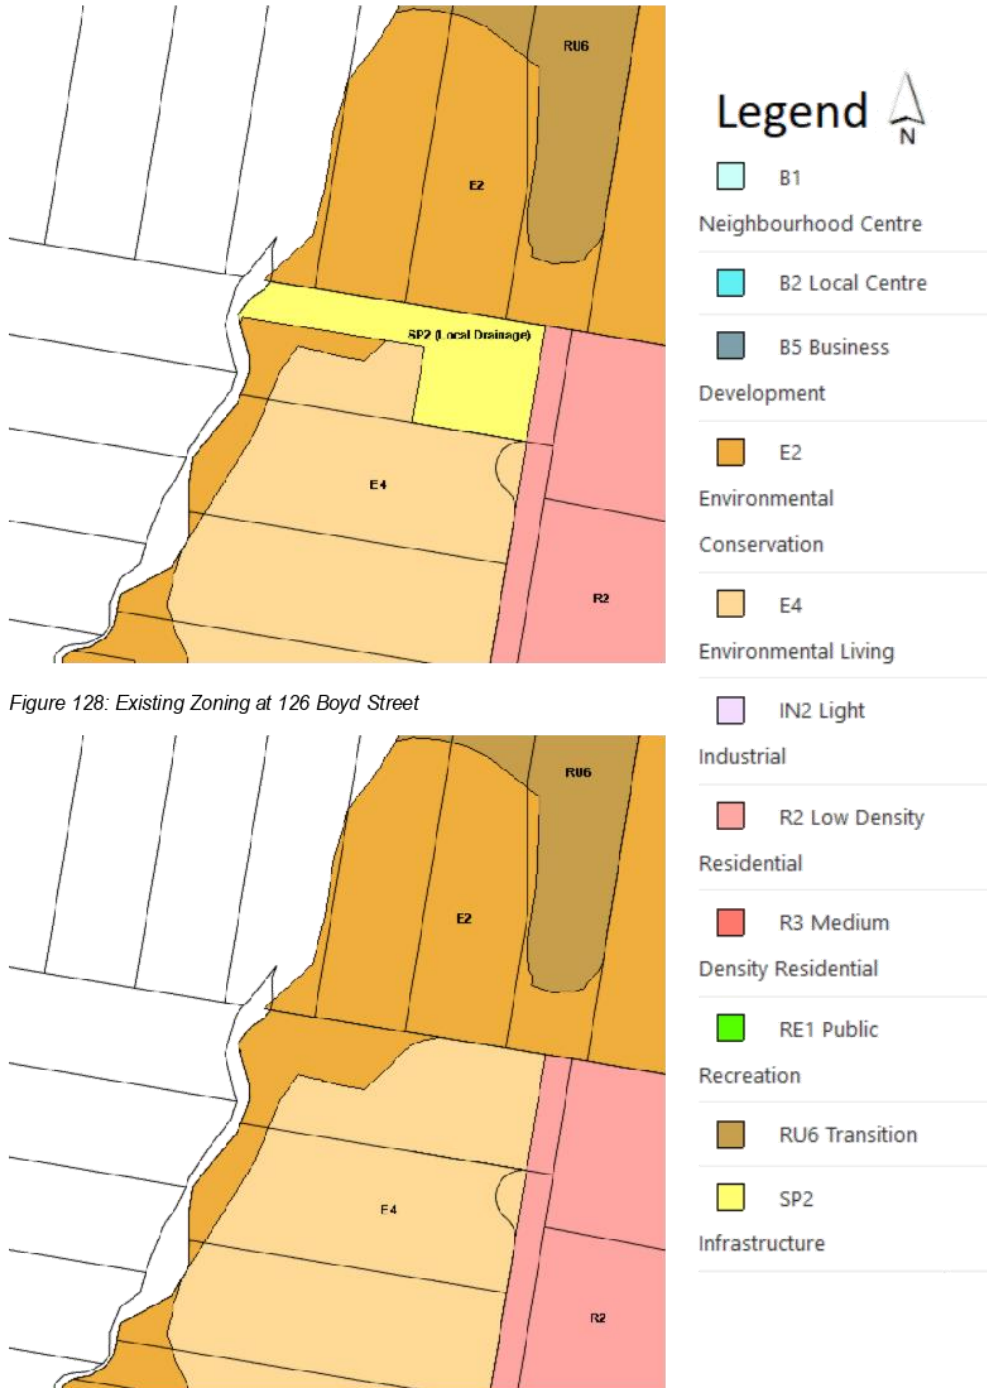 RU6
E2
SP2 (Local Drainage)
E4
R2
Figure 128: Existing Zoning at 126 Boyd Street
RU6
E2
E4
R2
Legend
N
B1
Neighbourhood Centre
B2 Local Centre
B5 Business
Development
E2
Environmental
Conservation
E4
Environmental Living
IN2 Light
Industrial
R2 Low Density
Residential
R3 Medium
Density Residential
RE1 Public
Recreation
RU6 Transition
SP2
Infrastructure